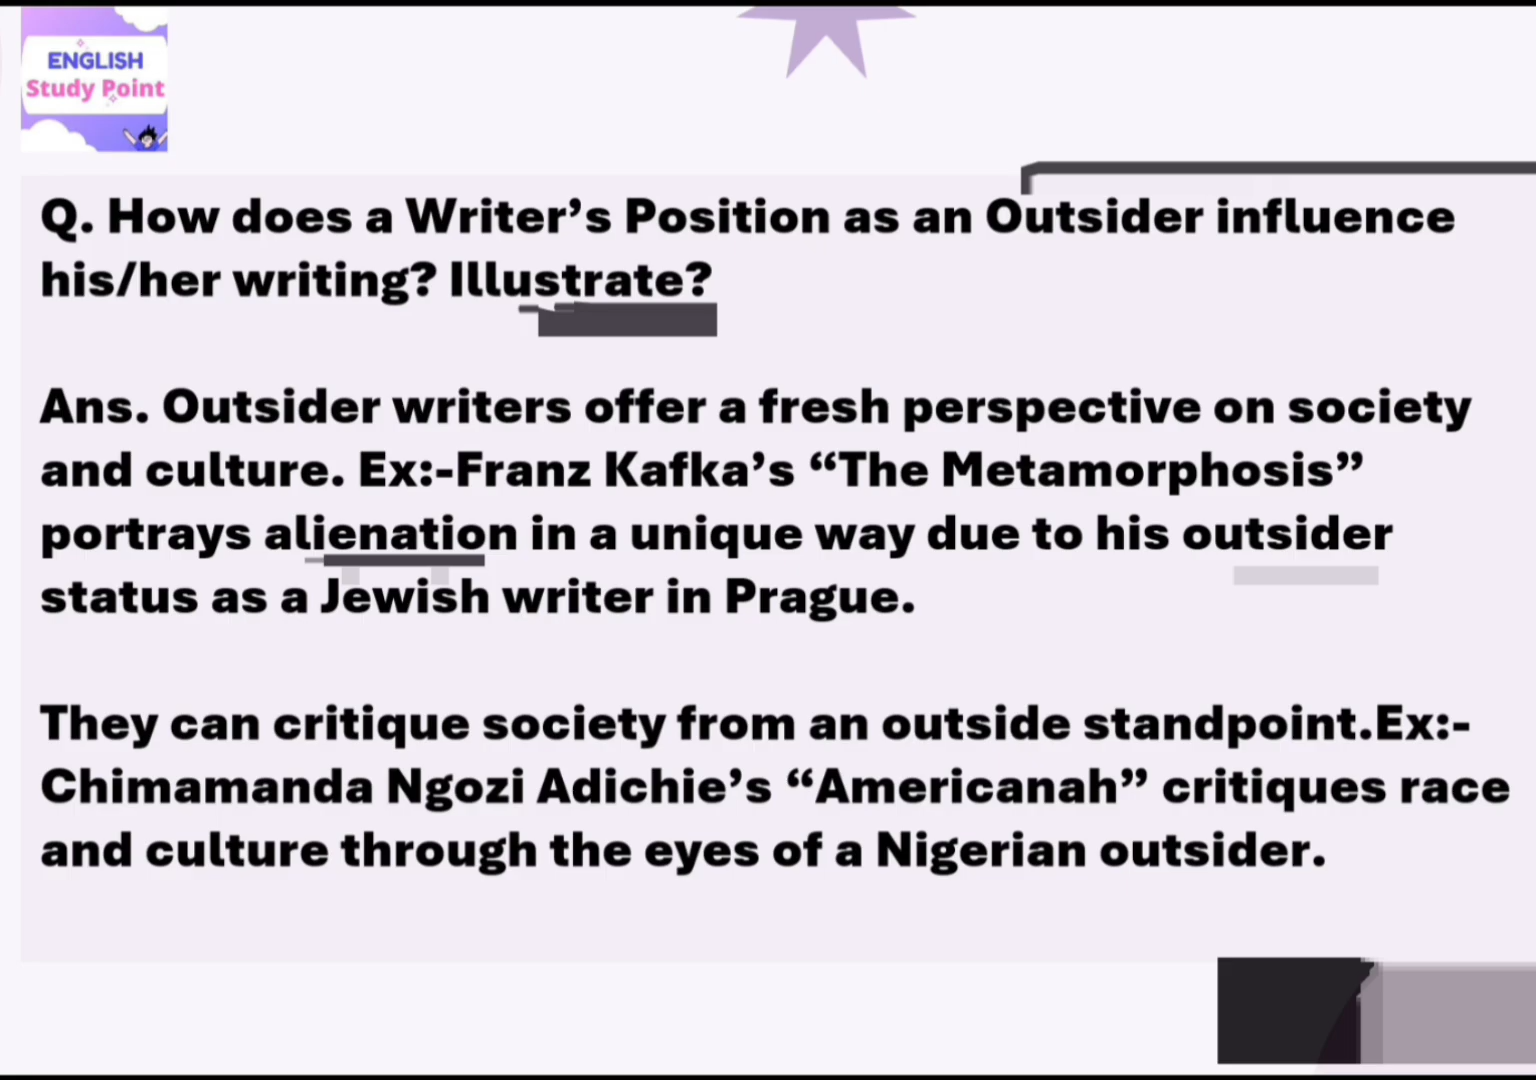 ENGLISH
Study Point
Q. How does a Writer’s Position as an Outsider influence
his/her writing? Illustrate?
Ans. Outsider writers offer a fresh perspective on society
and culture. Ex:-Franz Kafka’s “The Metamorphosis”
portrays alienation in a unique way due to his outsider
status as a Jewish writer in Prague.
They can critique society from an outside standpoint.Ex:-
Chimamanda Ngozi Adichie’s “Americanah” critiques race
and culture through the eyes of a Nigerian outsider.